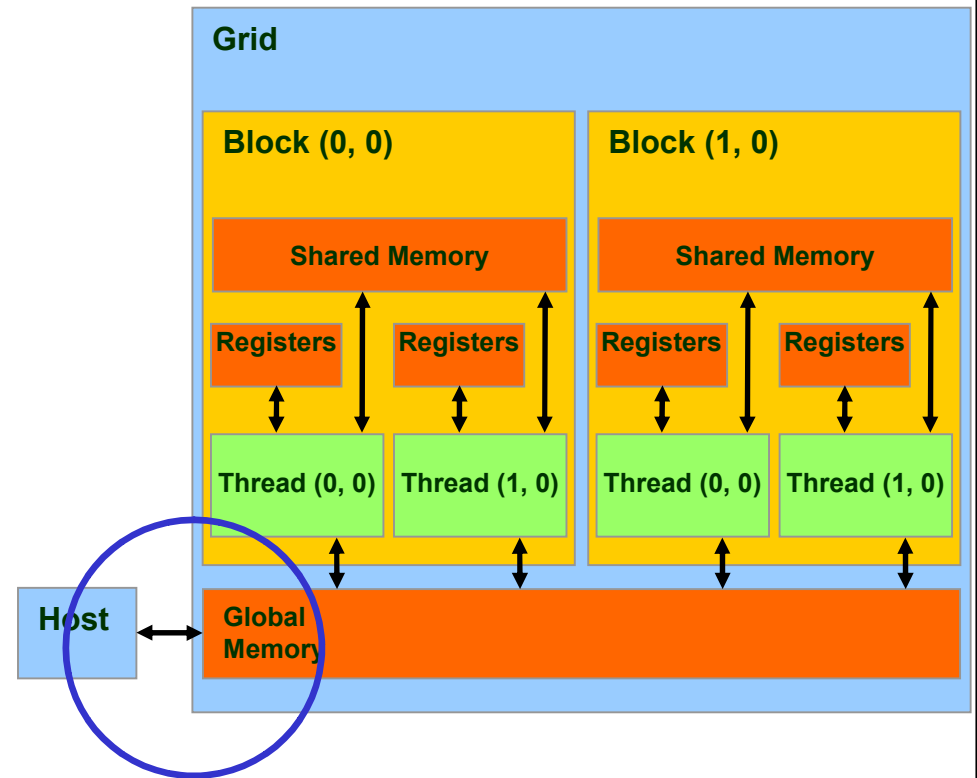 Grid
Block (0, 0)
Block (1, 0)
Shared Memory
Shared Memory
Registers
Registers
Registers
Registers
Thread (0, 0)
Thread (1, 0)
Thread (0, 0)
Thread (1, 0)
Host
Global
Memory